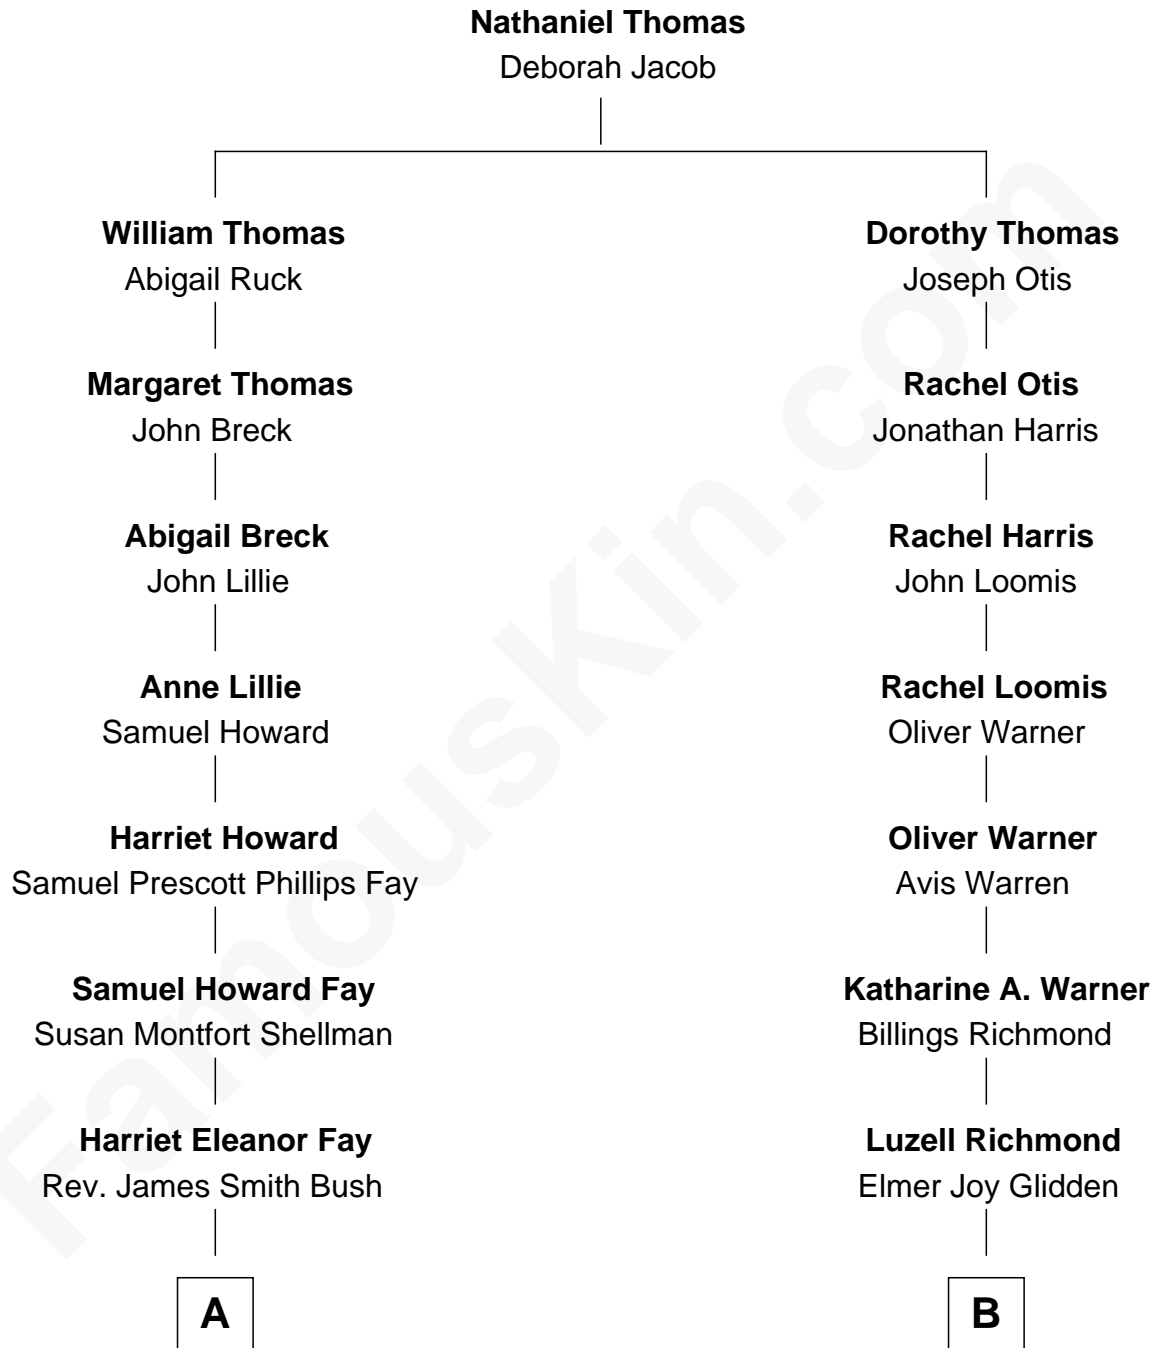 Nathaniel Thomas
Deborah Jacob
William Thomas
Abigail Ruck
Margaret Thomas
John Breck
Abigail Breck
John Lillie
Anne Lillie
Samuel Howard
Harriet Howard
Samuel Prescott Phillips Fay
Samuel Howard Fay
Susan Montfort Shellman
Harriet Eleanor Fay
Rev. James Smith Bush
A
Dorothy Thomas
Joseph Otis
Rachel Otis
Jonathan Harris
Rachel Harris
John Loomis
Rachel Loomis
Oliver Warner
Oliver Warner
Avis Warren
Katharine A. Warner
Billings Richmond
Luzell Richmond
Elmer Joy Glidden
B
FamousKin.com